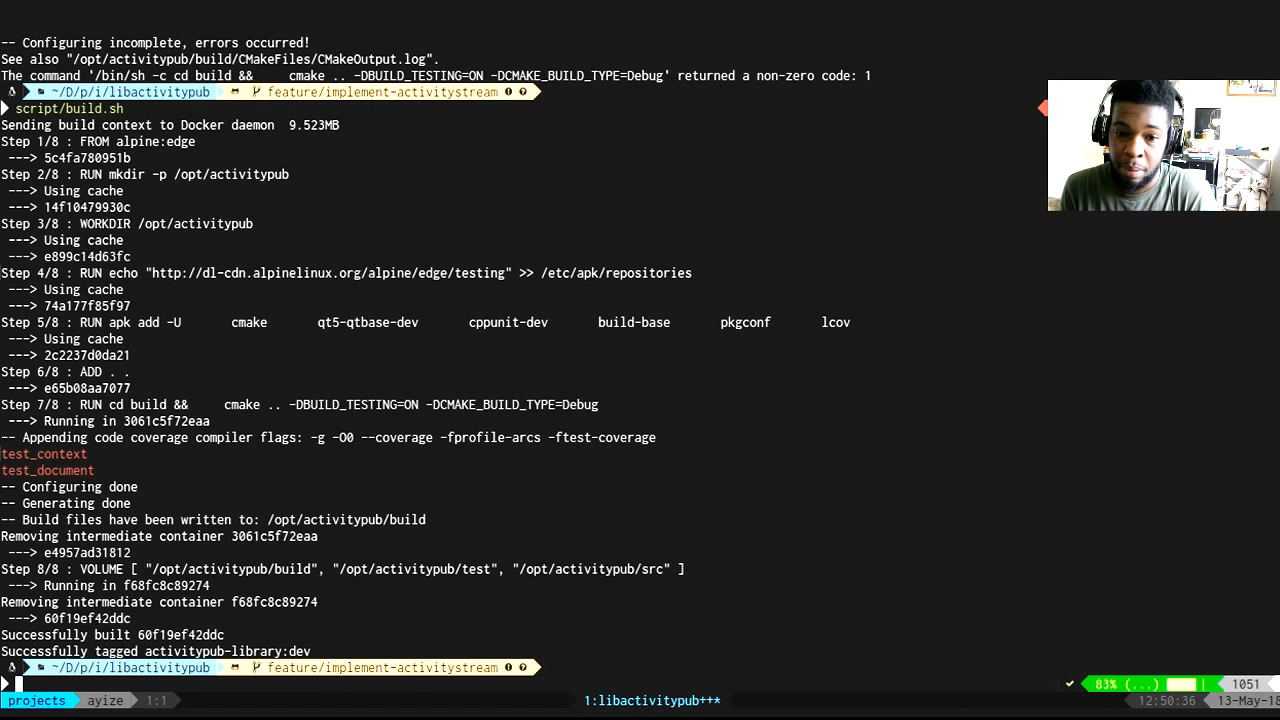 -- Configuring incomplete, errors occurred!
See also "/opt/activitypub/build/CMakeFiles/CMakeOutput.log".
The command '/bin/sh -c cd build &&     cmake .. -DBUILD_TESTING=ON -DCMAKE_BUILD_TYPE=Debug' returned a non-zero code: 1
~/D/p/i/libactivitypub feature/implement-activitystream
script/build.sh
Sending build context to Docker daemon  9.523MB
Step 1/8 : FROM alpine:edge
---> 5c4fa780951b
Step 2/8 : RUN mkdir -p /opt/activitypub
---> Using cache
---> 14f10479930c
Step 3/8 : WORKDIR /opt/activitypub
---> Using cache
---> e899c14d63fc
Step 4/8 : RUN echo "http://dl-cdn.alpinelinux.org/alpine/edge/testing" >> /etc/apk/repositories
---> Using cache
---> 74a177f85f97
Step 5/8 : RUN apk add -U     cmake     qt5-qtbase-dev     cppunit-dev     build-base     pkgconf     lcov
---> Using cache
---> 2c2237d0da21
Step 6/8 : ADD . .
---> e65b08aa7077
Step 7/8 : RUN cd build &&     cmake .. -DBUILD_TESTING=ON -DCMAKE_BUILD_TYPE=Debug
---> Running in 3061c5f72eaa
-- Appending code coverage compiler flags: -g -O0 --coverage -fprofile-arcs -ftest-coverage
test_context
test_document
-- Configuring done
-- Generating done
-- Build files have been written to: /opt/activitypub/build
Removing intermediate container 3061c5f72eaa
---> e4957ad31812
Step 8/8 : VOLUME [ "/opt/activitypub/build", "/opt/activitypub/test", "/opt/activitypub/src" ]
---> Running in f68fc8c89274
Removing intermediate container f68fc8c89274
---> 60f19ef42ddc
Successfully built 60f19ef42ddc
Successfully tagged activitypub-library:dev
~/D/p/i/libactivitypub feature/implement-activitystream
83% (...) 1051
projects ayize 1:1 1:libactivitypub+++* 12:50:36 13-May-18